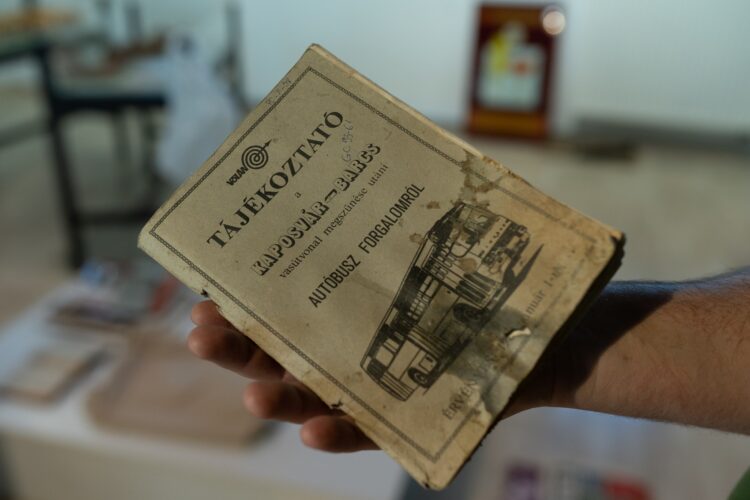 VOLÁN
TÁJÉKOZTATÓ
a
KAPOSVÁR—BARCS
vasútvonal megszűnése utáni
AUTÓBUSZ FORGALOMRÓL